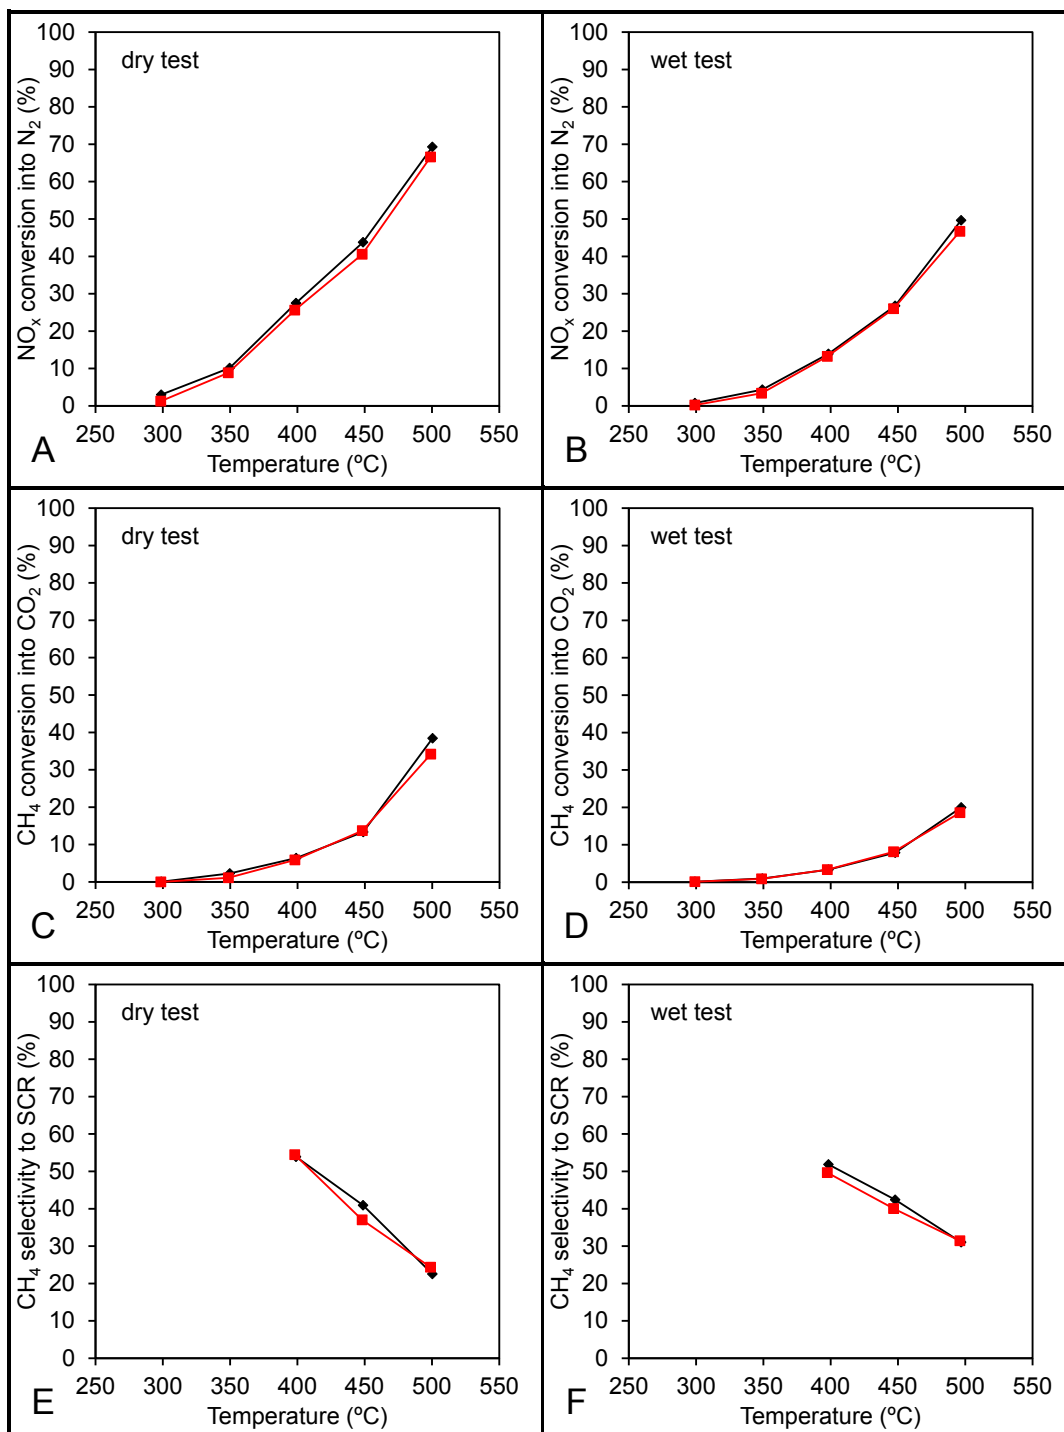 NOₓ conversion into N₂ (%)
100
90
80
70
60
50
40
30
20
10
0
dry test
250 300 350 400 450 500 550
Temperature (ºC)
A
NOₓ conversion into N₂ (%)
100
90
80
70
60
50
40
30
20
10
0
wet test
250 300 350 400 450 500 550
Temperature (ºC)
B
CH₄ conversion into CO₂ (%)
100
90
80
70
60
50
40
30
20
10
0
dry test
250 300 350 400 450 500 550
Temperature (ºC)
C
CH₄ conversion into CO₂ (%)
100
90
80
70
60
50
40
30
20
10
0
wet test
250 300 350 400 450 500 550
Temperature (ºC)
D
CH₄ selectivity to SCR (%)
100
90
80
70
60
50
40
30
20
10
0
dry test
250 300 350 400 450 500 550
Temperature (ºC)
E
CH₄ selectivity to SCR (%)
100
90
80
70
60
50
40
30
20
10
0
wet test
250 300 350 400 450 500 550
Temperature (ºC)
F